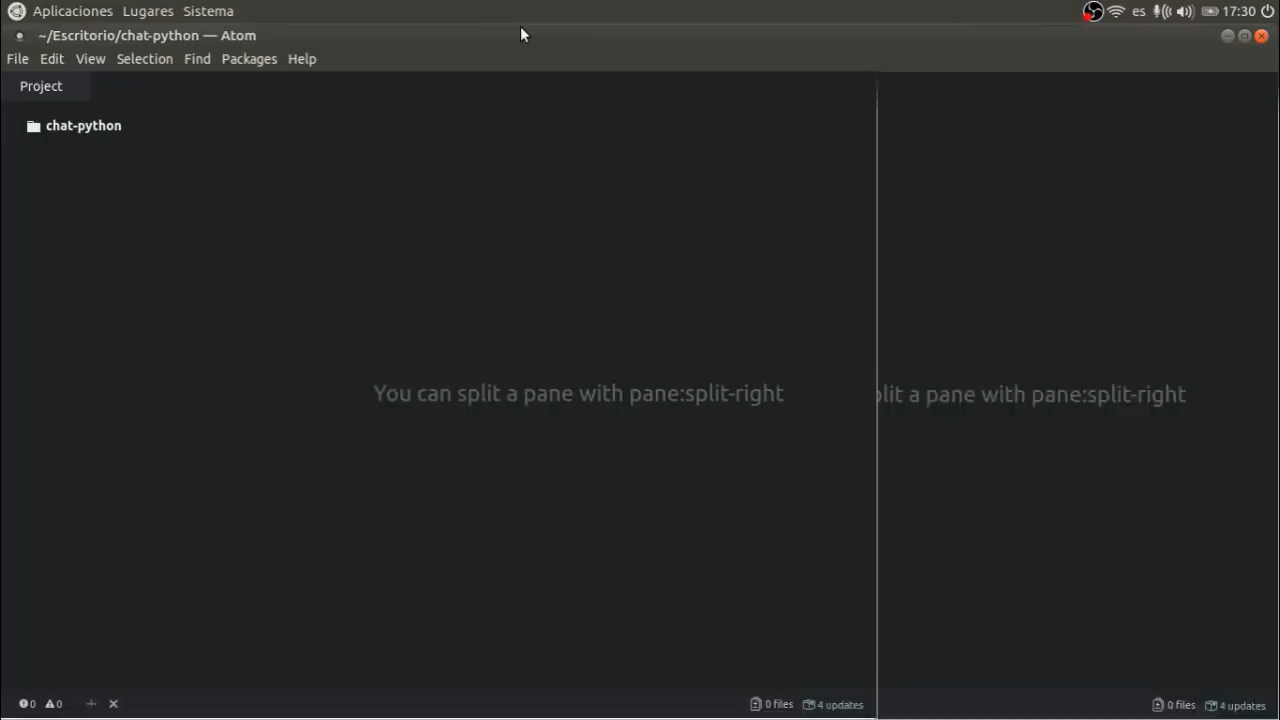 Aplicaciones Lugares Sistema es 17:30
~/Escritorio/chat-python — Atom
File Edit View Selection Find Packages Help
Project
chat-python
You can split a pane with pane:split-right
plit a pane with pane:split-right
0 0 + × 0 files 4 updates
0 files 4 updates